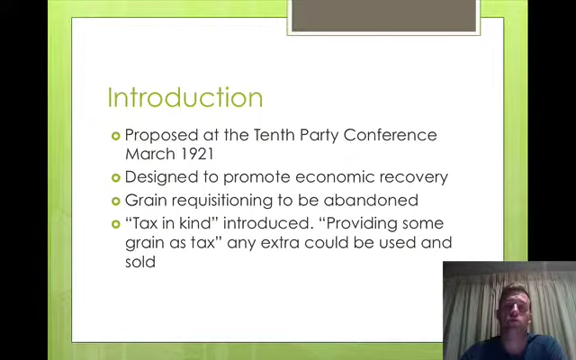 Introduction
Proposed at the Tenth Party Conference
March 1921
Designed to promote economic recovery
Grain requisitioning to be abandoned
“Tax in kind” introduced. “Providing some
grain as tax” any extra could be used and
sold